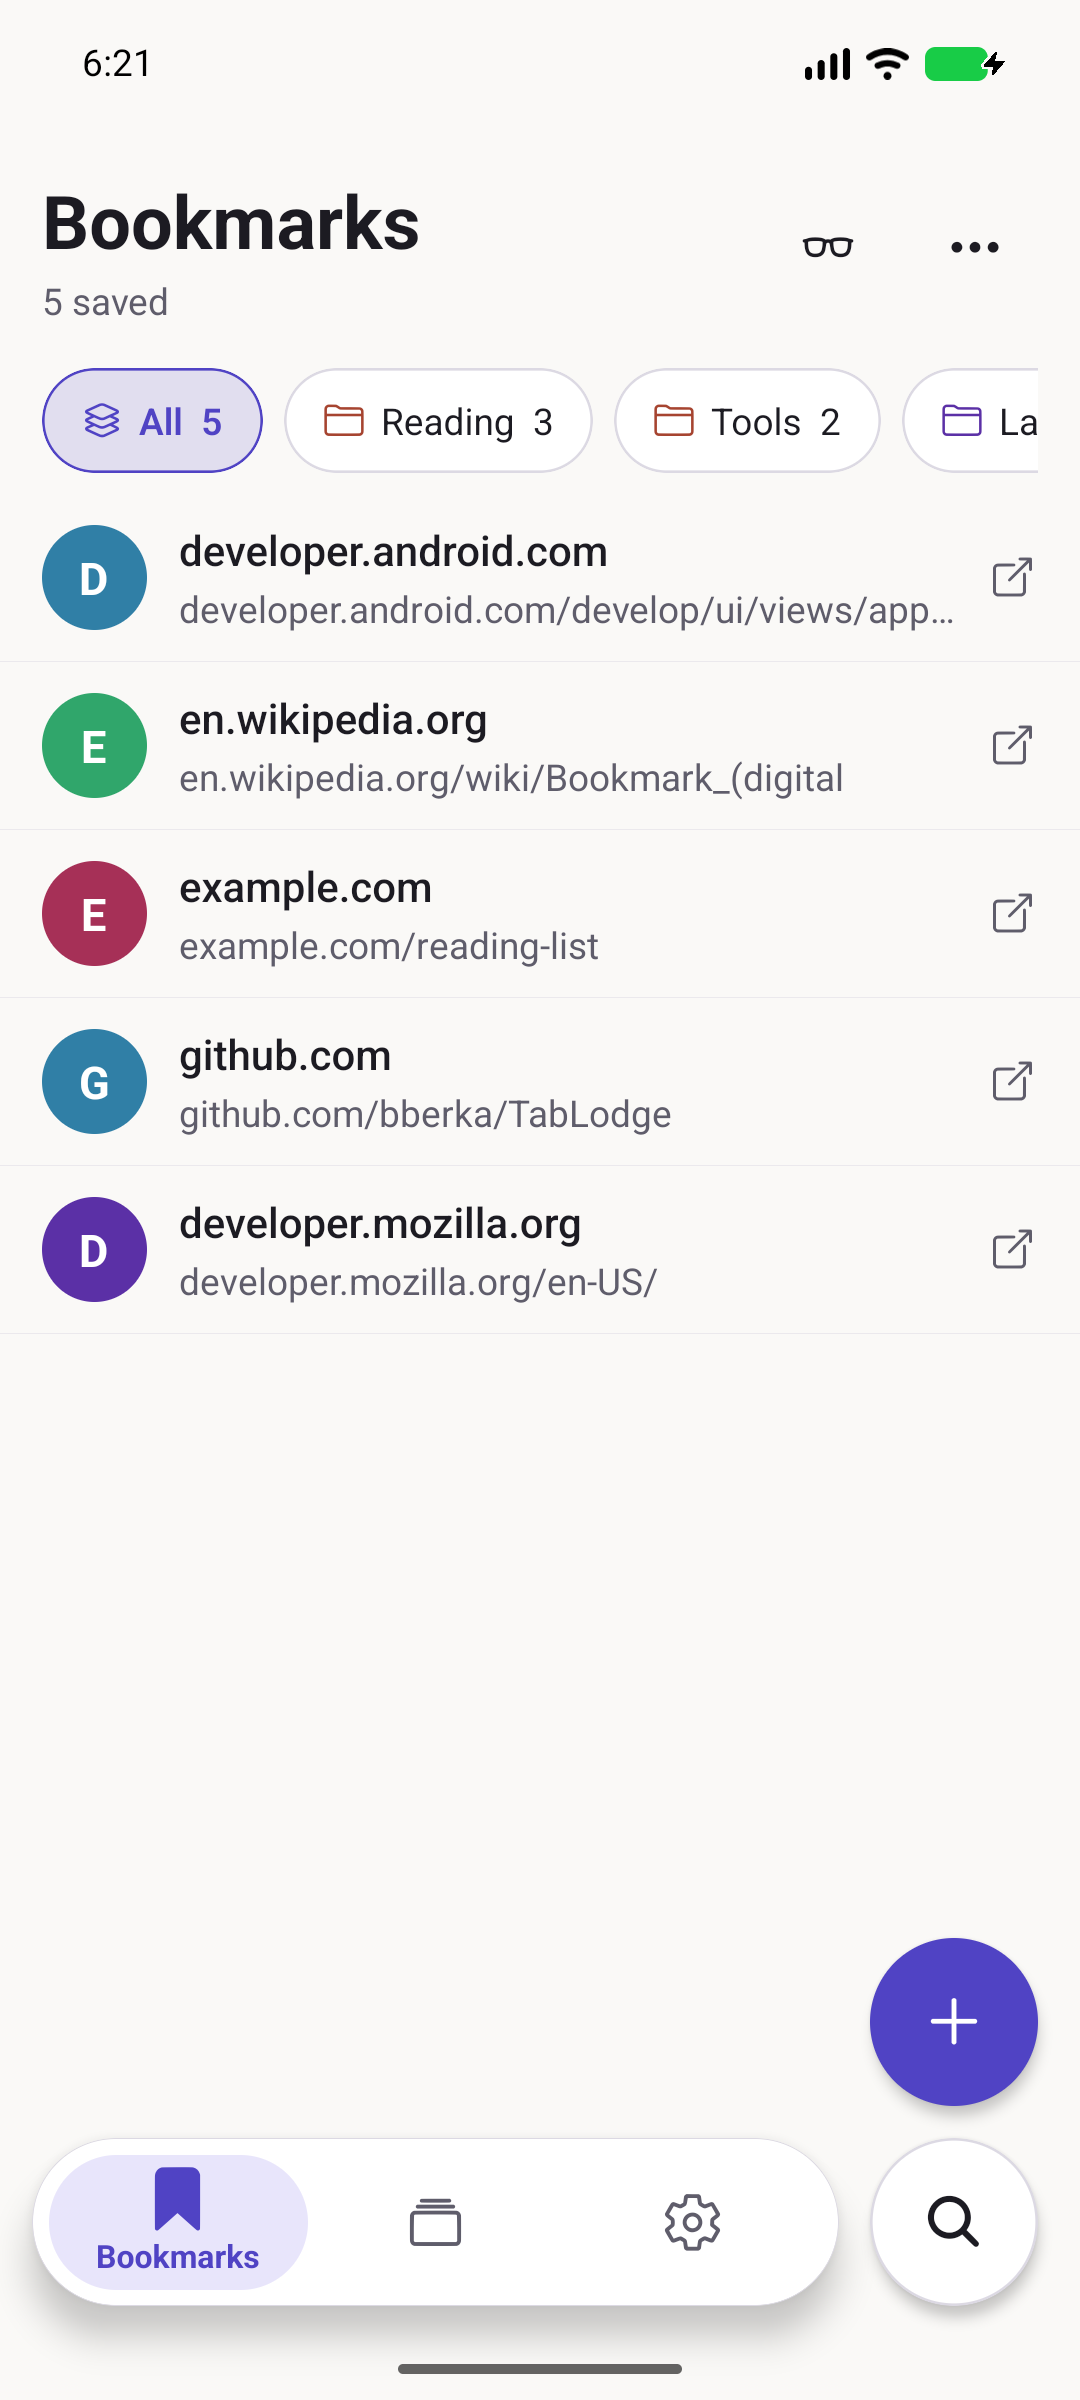 6:21
Bookmarks
5 saved
All 5
Reading 3
Tools 2
La
D
developer.android.com
developer.android.com/develop/ui/views/app...
E
en.wikipedia.org
en.wikipedia.org/wiki/Bookmark_(digital
E
example.com
example.com/reading-list
G
github.com
github.com/bberka/TabLodge
D
developer.mozilla.org
developer.mozilla.org/en-US/
Bookmarks